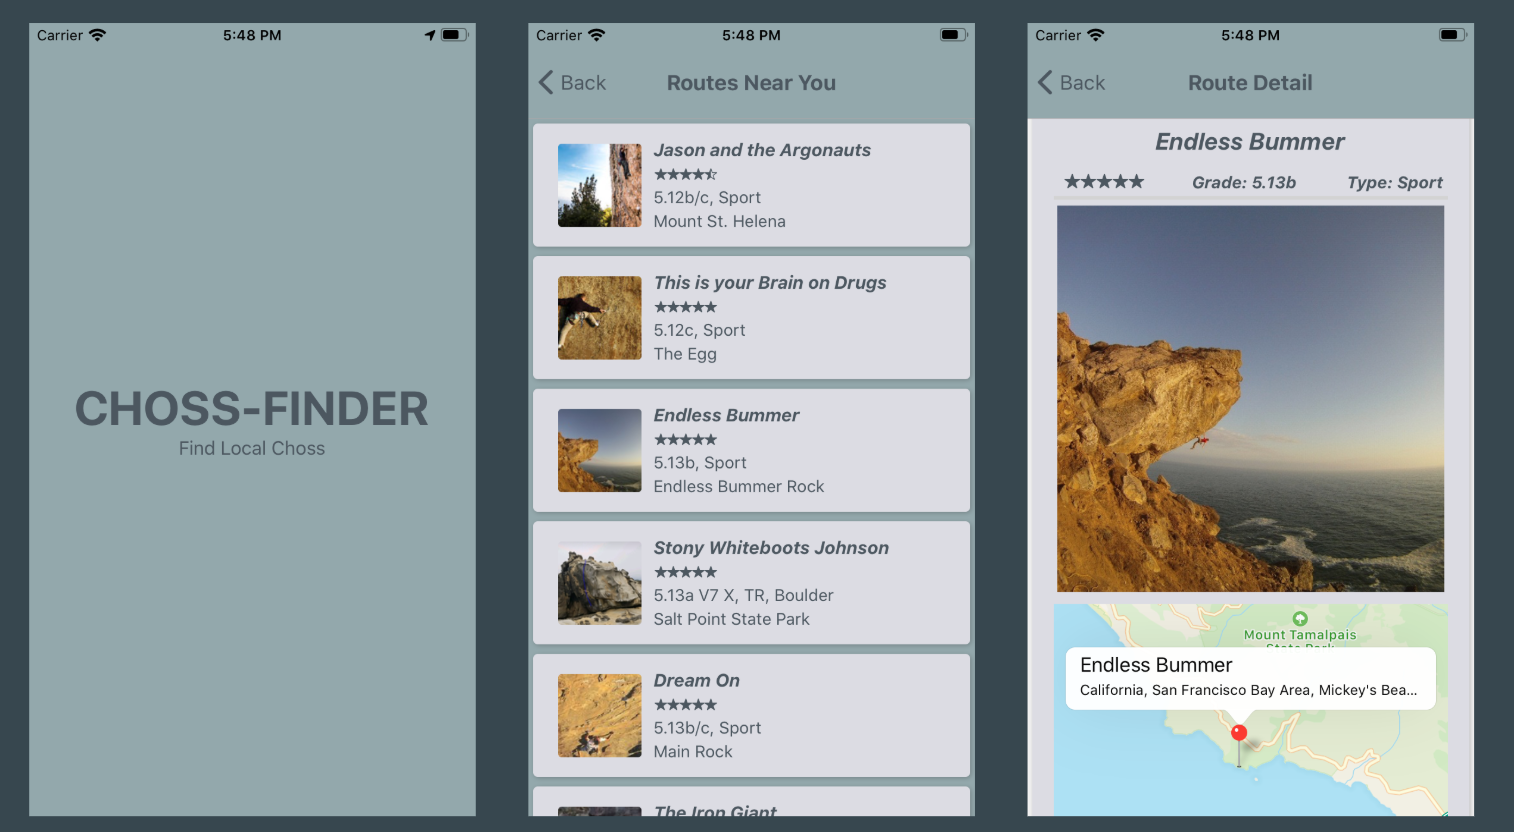 Carrier 5:48 PM
CHOSS-FINDER
Find Local Choss
Carrier 5:48 PM
Back Routes Near You
Jason and the Argonauts
5.12b/c, Sport
Mount St. Helena
This is your Brain on Drugs
5.12c, Sport
The Egg
Endless Bummer
5.13b, Sport
Endless Bummer Rock
Stony Whiteboots Johnson
5.13a V7 X, TR, Boulder
Salt Point State Park
Dream On
5.13b/c, Sport
Main Rock
The Iron Giant
Carrier 5:48 PM
Back Route Detail
Endless Bummer
★★★★★ Grade: 5.13b Type: Sport
Mount Tamalpais
State Park
Endless Bummer
California, San Francisco Bay Area, Mickey's Bea...